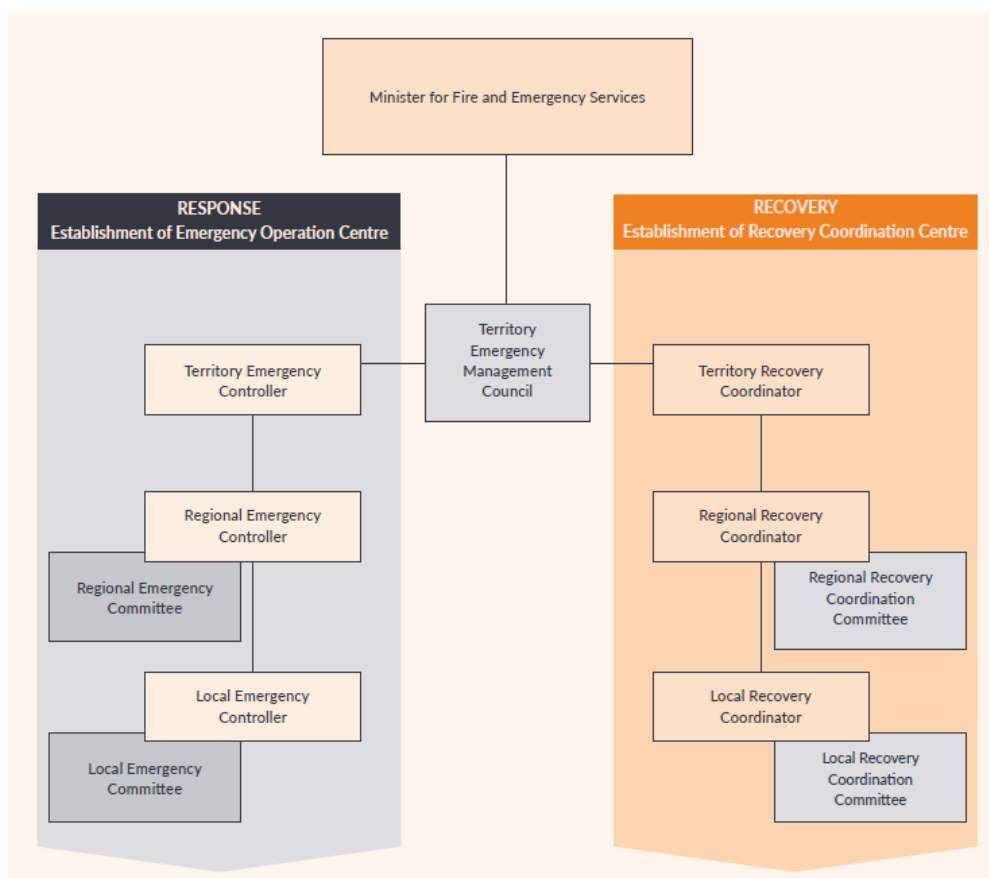 Minister for Fire and Emergency Services
RESPONSE
Establishment of Emergency Operation Centre
RECOVERY
Establishment of Recovery Coordination Centre
Territory
Emergency
Management
Council
Territory Emergency
Controller
Territory Recovery
Coordinator
Regional Emergency
Controller
Regional Recovery
Coordinator
Regional Emergency
Committee
Regional Recovery
Coordination
Committee
Local Emergency
Controller
Local Recovery
Coordinator
Local Emergency
Committee
Local Recovery
Coordination
Committee